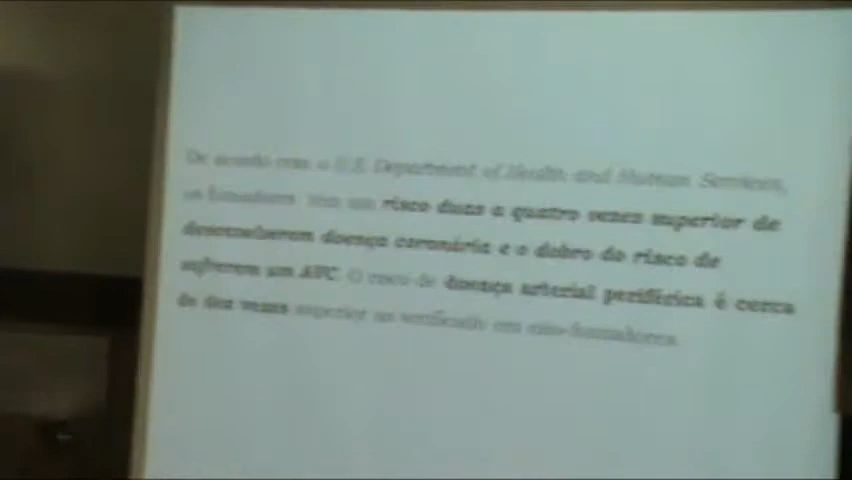 De acordo com o U.S. Department of Health and Human Services,
os fumadores tem um risco duas a quatro vezes superior de
desenvolverem doença coronária e o dobro do risco de
sofrerem um AVC. O risco de doença arterial periférica é cerca
de dez vezes superior ao verificado em não-fumadores.